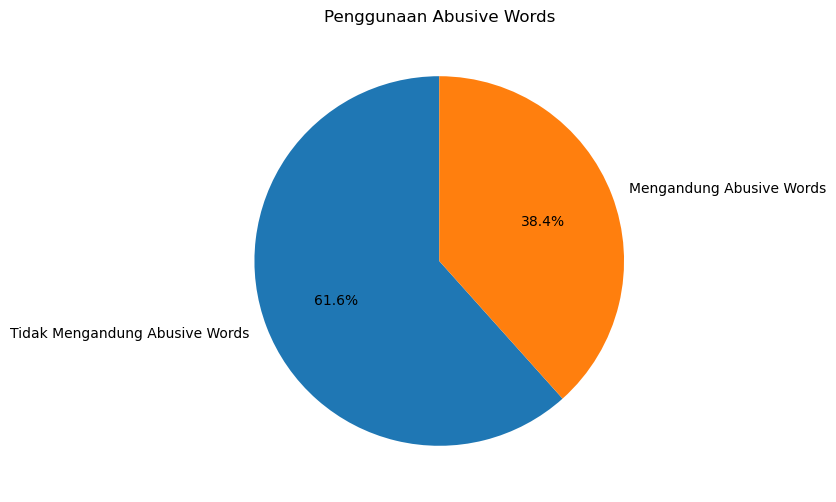 Penggunaan Abusive Words
Mengandung Abusive Words
38.4%
61.6%
Tidak Mengandung Abusive Words